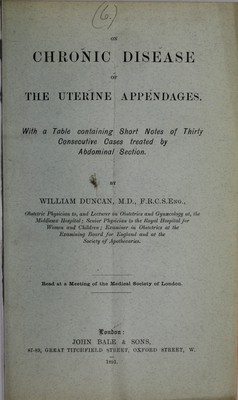 (6.)
ON
CHRONIC DISEASE
OF
THE UTERINE APPENDAGES.
With a Table containing Short Notes of Thirty
Consecutive Cases treated by
Abdominal Section.
BY
WILLIAM DUNCAN, M.D., F.R.C.S.ENG.,
Obstetric Physician to, and Lecturer on Obstetrics and Gynæcology at, the
Middlesex Hospital; Senior Physician to the Royal Hospital for
Women and Children; Examiner in Obstetrics at the
Examining Board for England and at the
Society of Apothecaries.
Read at a Meeting of the Medical Society of London.
London:
JOHN BALE & SONS,
87-89, GREAT TITCHFIELD STREET, OXFORD STREET, W.
1891.